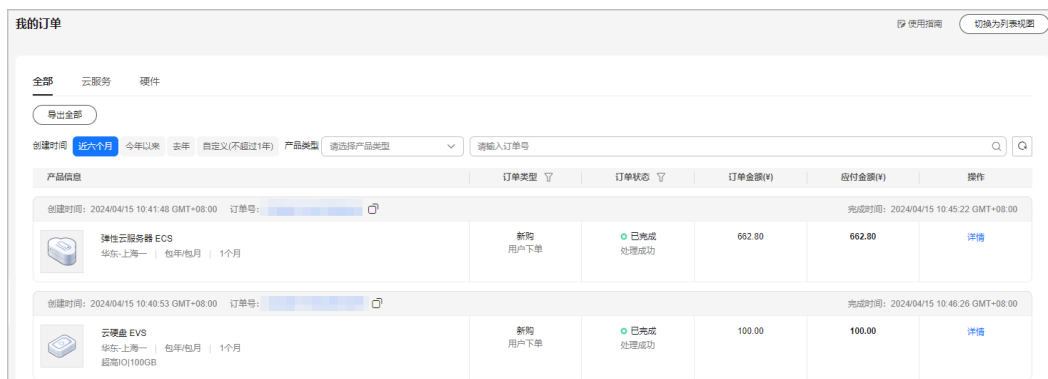 我的订单 使用指南 切换为列表视图
全部 云服务 硬件
导出全部
创建时间 近六个月 今年以来 去年 自定义(不超过1年) 产品类型 请选择产品类型 请输入订单号
产品信息 订单类型 订单状态 订单金额(¥) 应付金额(¥) 操作
创建时间：2024/04/15 10:41:48 GMT+08:00 订单号： 完成时间：2024/04/15 10:45:22 GMT+08:00
弹性云服务器 ECS 新购 已完成 662.80 662.80 详情
华东-上海一 | 包年/包月 | 1个月 用户下单 处理成功
创建时间：2024/04/15 10:40:53 GMT+08:00 订单号： 完成时间：2024/04/15 10:46:26 GMT+08:00
云硬盘 EVS 新购 已完成 100.00 100.00 详情
华东-上海一 | 包年/包月 | 1个月 用户下单 处理成功
超高IO|100GB